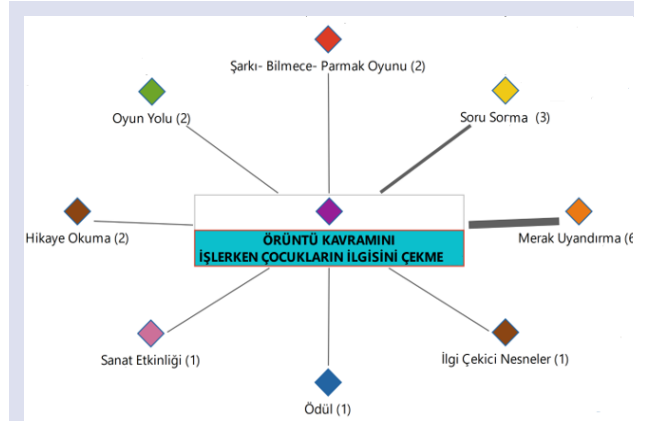 Şarkı- Bilmece- Parmak Oyunu (2)
Oyun Yolu (2)
Soru Sorma (3)
Hikaye Okuma (2)
ÖRÜNTÜ KAVRAMINI
İŞLERKEN ÇOCUKLARIN İLGİSİNİ ÇEKME
Merak Uyandırma (6
Sanat Etkinliği (1)
İlgi Çekici Nesneler (1)
Ödül (1)